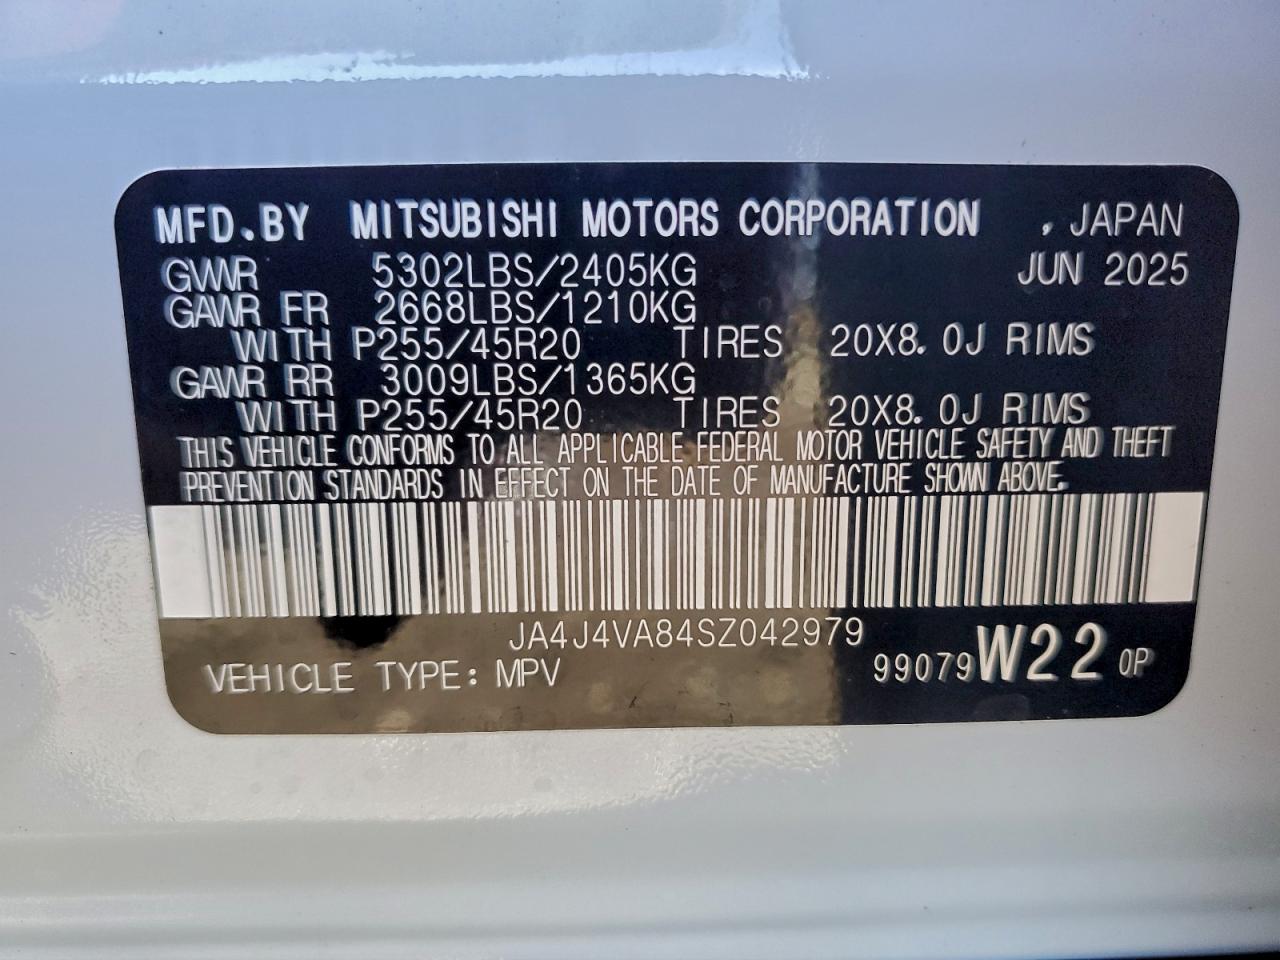 MFD.BY MITSUBISHI MOTORS CORPORATION , JAPAN
GVWR 5302LBS/2405KG JUN 2025
GAWR FR 2668LBS/1210KG
WITH P255/45R20 TIRES 20X8.0J RIMS
GAWR RR 3009LBS/1365KG
WITH P255/45R20 TIRES 20X8.0J RIMS
THIS VEHICLE CONFORMS TO ALL APPLICABLE FEDERAL MOTOR VEHICLE SAFETY AND THEFT
PREVENTION STANDARDS IN EFFECT ON THE DATE OF MANUFACTURE SHOWN ABOVE.
JA4J4VA84SZ042979
VEHICLE TYPE: MPV 99079 W22 0P